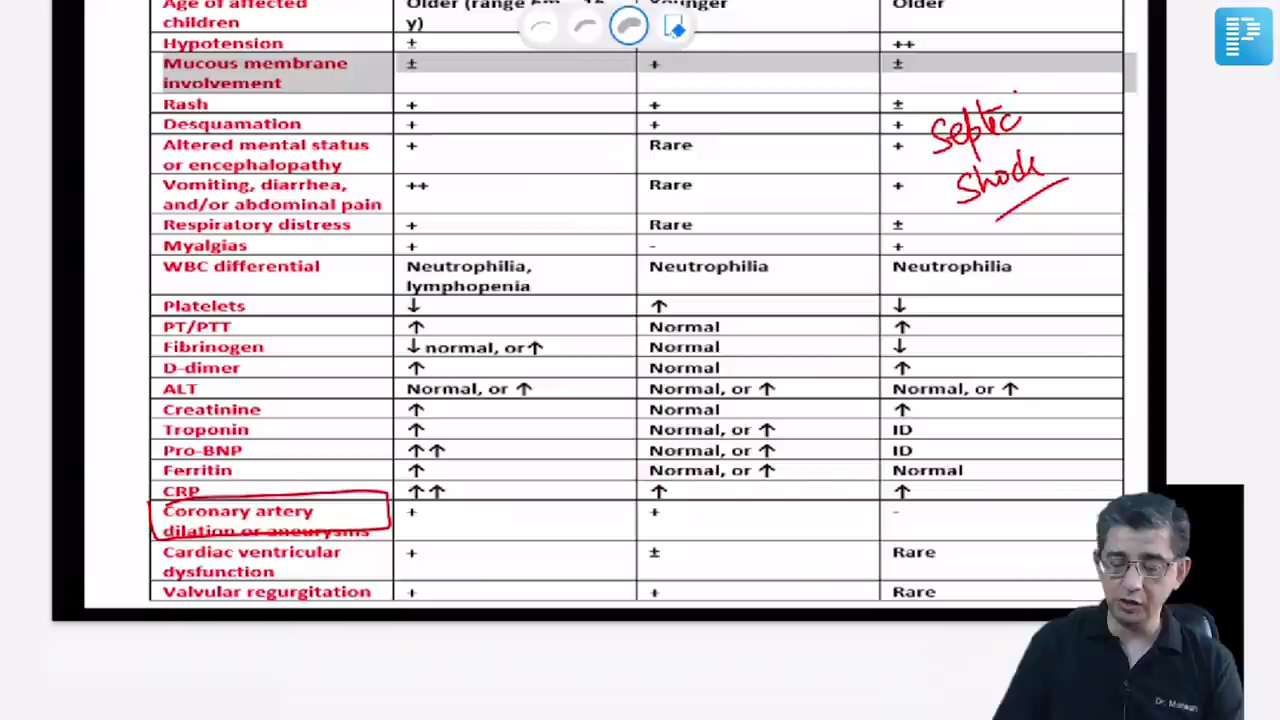 Age of affected Older (range 6m - 16 Younger Older
children y)
Hypotension ± ++
Mucous membrane ± + ±
involvement
Rash + + ±
Desquamation + + +
Septic
Altered mental status + Rare +
or encephalopathy
Shock
Vomiting, diarrhea, ++ Rare +
and/or abdominal pain
Respiratory distress + Rare ±
Myalgias + - +
WBC differential Neutrophilia, Neutrophilia Neutrophilia
lymphopenia
Platelets ↓ ↑ ↓
PT/PTT ↑ Normal ↑
Fibrinogen ↓ normal, or ↑ Normal ↓
D-dimer ↑ Normal ↑
ALT Normal, or ↑ Normal, or ↑ Normal, or ↑
Creatinine ↑ Normal ↑
Troponin ↑ Normal, or ↑ ID
Pro-BNP ↑↑ Normal, or ↑ ID
Ferritin ↑ Normal, or ↑ Normal
CRP ↑↑ ↑ ↑
Coronary artery + + -
dilation or aneurysms
Cardiac ventricular + ± Rare
dysfunction
Valvular regurgitation + + Rare